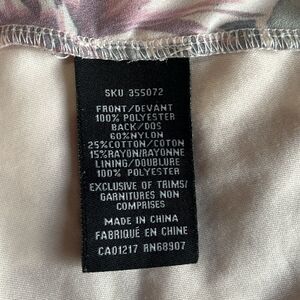 SKU 355072
FRONT/DEVANT
100% POLYESTER
BACK/DOS
60%NYLON
25%COTTON/COTON
15%RAYON/RAYONNE
LINING/DOUBLURE
100% POLYESTER
EXCLUSIVE OF TRIMS/
GARNITURES NON
COMPRISES
MADE IN CHINA
FABRIQUÉ EN CHINE
CA01217 RN68907